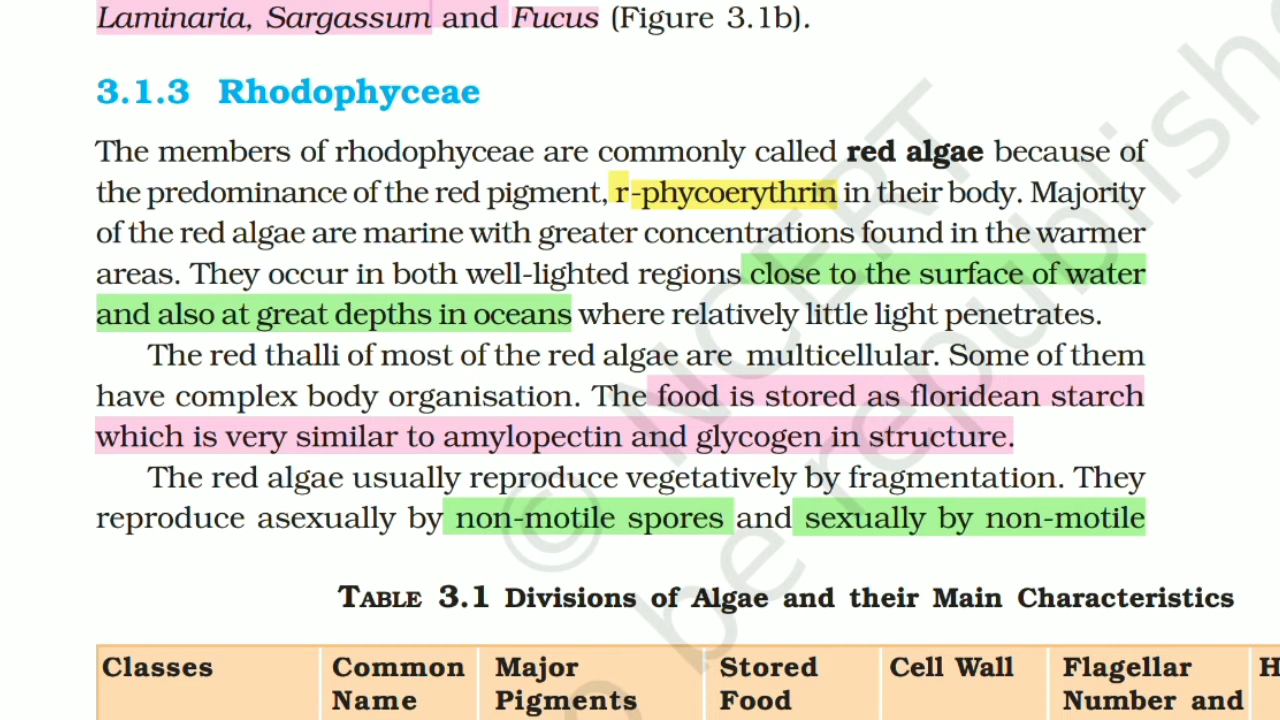 Laminaria, Sargassum and Fucus (Figure 3.1b).
3.1.3 Rhodophyceae
The members of rhodophyceae are commonly called red algae because of
the predominance of the red pigment, r-phycoerythrin in their body. Majority
of the red algae are marine with greater concentrations found in the warmer
areas. They occur in both well-lighted regions close to the surface of water
and also at great depths in oceans where relatively little light penetrates.
The red thalli of most of the red algae are multicellular. Some of them
have complex body organisation. The food is stored as floridean starch
which is very similar to amylopectin and glycogen in structure.
The red algae usually reproduce vegetatively by fragmentation. They
reproduce asexually by non-motile spores and sexually by non-motile
© NCERT
be republishe
TABLE 3.1 Divisions of Algae and their Main Characteristics
Classes Common Major Stored Cell Wall Flagellar H
Name Pigments Food Number and